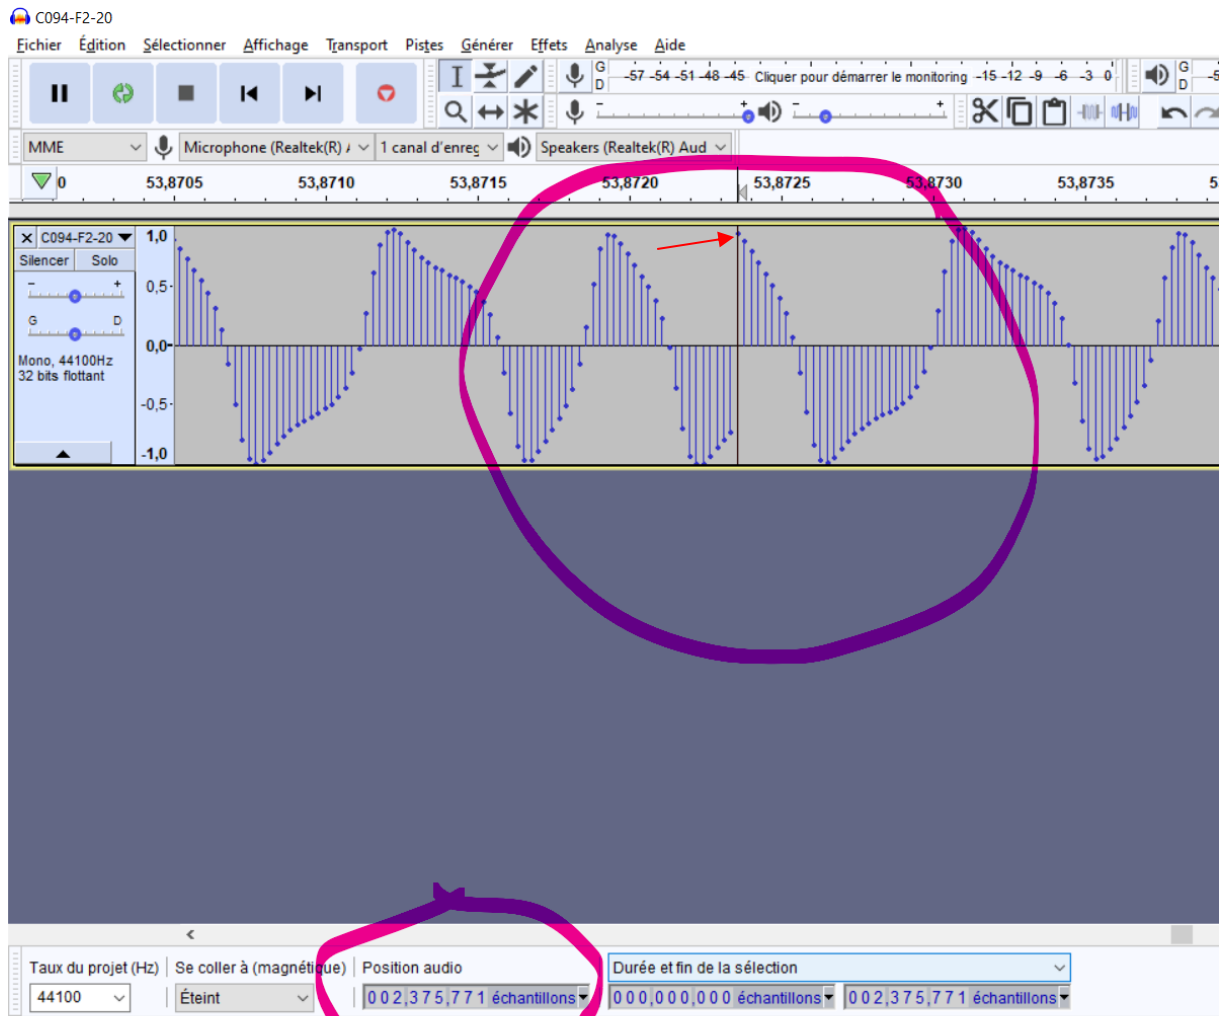 C094-F2-20
Fichier Édition Sélectionner Affichage Transport Pistes Générer Effets Analyse Aide
G D -57 -54 -51 -48 -45 Cliquer pour démarrer le monitoring -15 -12 -9 -6 -3 0 G D
MME Microphone (Realtek(R) 1 canal d'enreg Speakers (Realtek(R) Aud
0 53,8705 53,8710 53,8715 53,8720 53,8725 53,8730 53,8735
C094-F2-20 1,0
Silencer Solo
- + 0,5
G D 0,0
Mono, 44100Hz
32 bits flottant
-0,5
-1,0
Taux du projet (Hz) Se coller à (magnétique) Position audio Durée et fin de la sélection
44100 Éteint 002,375,771 échantillons 000,000,000 échantillons 002,375,771 échantillons